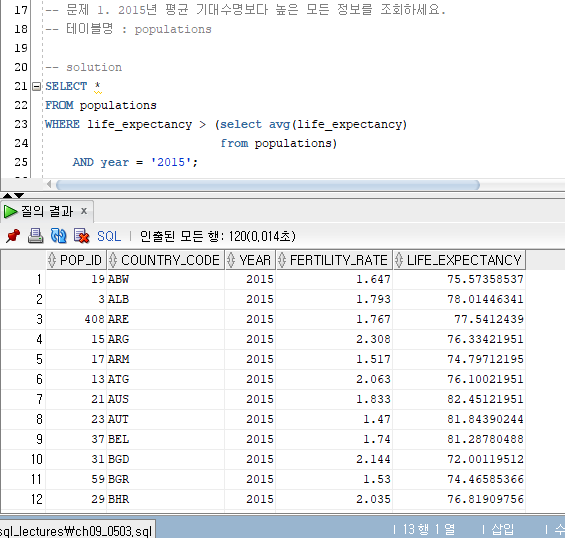 17 -- 문제 1. 2015년 평균 기대수명보다 높은 모든 정보를 조회하세요.
18 -- 테이블명 : populations
19
20 -- solution
21 SELECT *
22 FROM populations
23 WHERE life_expectancy > (select avg(life_expectancy)
24 from populations)
25 AND year = '2015';
질의 결과 x
SQL | 인출된 모든 행: 120(0,014초)
POP_ID COUNTRY_CODE YEAR FERTILITY_RATE LIFE_EXPECTANCY
1 19 ABW 2015 1.647 75.57358537
2 3 ALB 2015 1.793 78.01446341
3 408 ARE 2015 1.767 77.5412439
4 15 ARG 2015 2.308 76.33421951
5 17 ARM 2015 1.517 74.79712195
6 13 ATG 2015 2.063 76.10021951
7 21 AUS 2015 1.833 82.45121951
8 23 AUT 2015 1.47 81.84390244
9 37 BEL 2015 1.74 81.28780488
10 31 BGD 2015 2.144 72.00119512
11 59 BGR 2015 1.53 74.46585366
12 29 BHR 2015 2.035 76.81909756
sql_lectures\ch09_0503.sql | 13행 1열 | 삽입 | 수